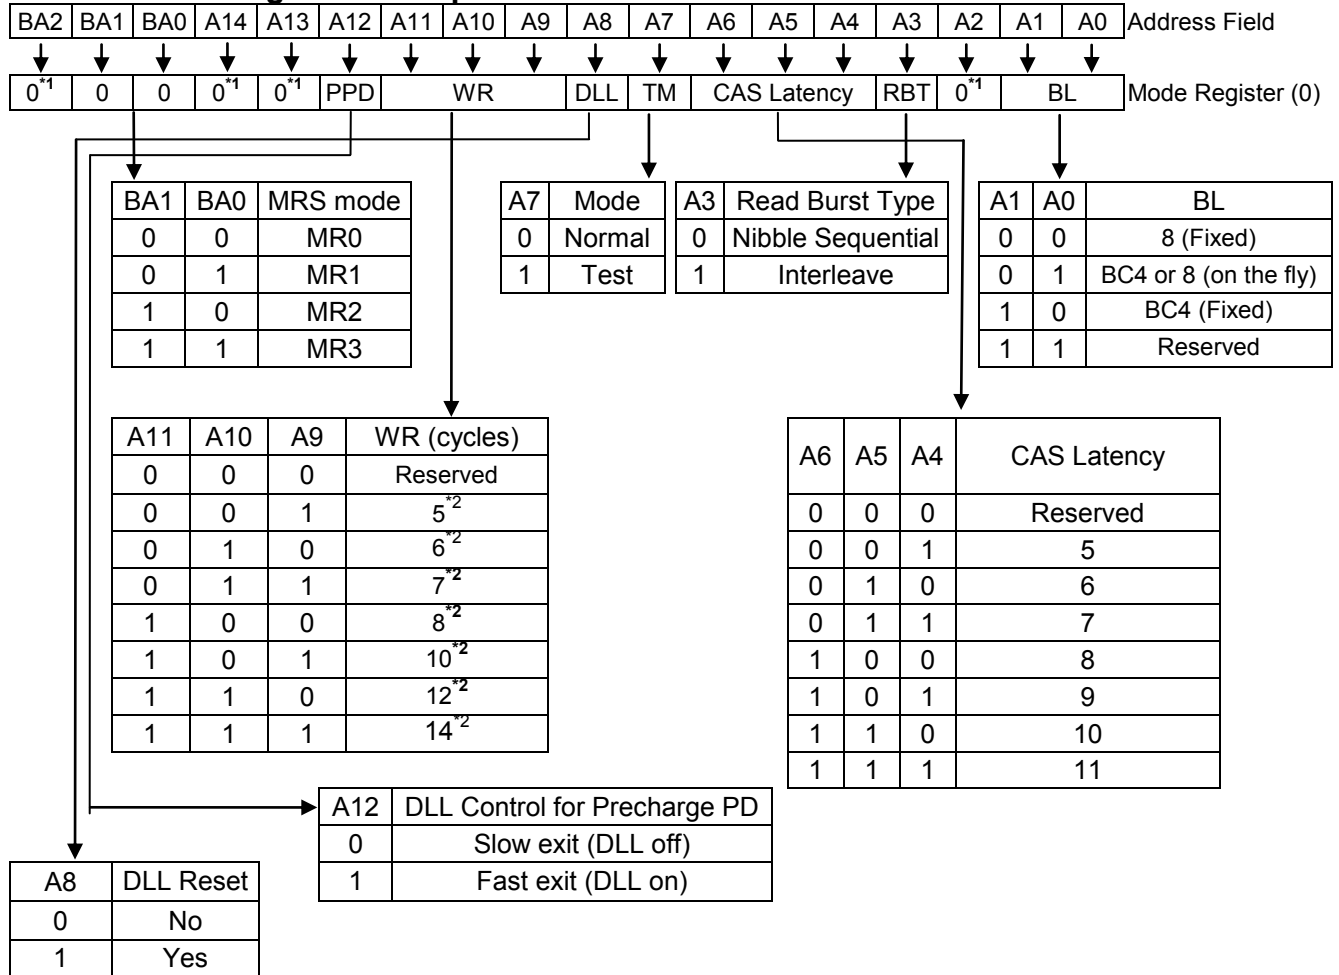 BA2 BA1 BA0 A14 A13 A12 A11 A10 A9 A8 A7 A6 A5 A4 A3 A2 A1 A0 Address Field
0*1 0 0 0*1 0*1 PPD WR DLL TM CAS Latency RBT 0*1 BL Mode Register (0)
BA1 BA0 MRS mode
0 0 MR0
0 1 MR1
1 0 MR2
1 1 MR3
A7 Mode
0 Normal
1 Test
A3 Read Burst Type
0 Nibble Sequential
1 Interleave
A1 A0 BL
0 0 8 (Fixed)
0 1 BC4 or 8 (on the fly)
1 0 BC4 (Fixed)
1 1 Reserved
A11 A10 A9 WR (cycles)
0 0 0 Reserved
0 0 1 5*2
0 1 0 6*2
0 1 1 7*2
1 0 0 8*2
1 0 1 10*2
1 1 0 12*2
1 1 1 14*2
A6 A5 A4 CAS Latency
0 0 0 Reserved
0 0 1 5
0 1 0 6
0 1 1 7
1 0 0 8
1 0 1 9
1 1 0 10
1 1 1 11
A12 DLL Control for Precharge PD
0 Slow exit (DLL off)
1 Fast exit (DLL on)
A8 DLL Reset
0 No
1 Yes